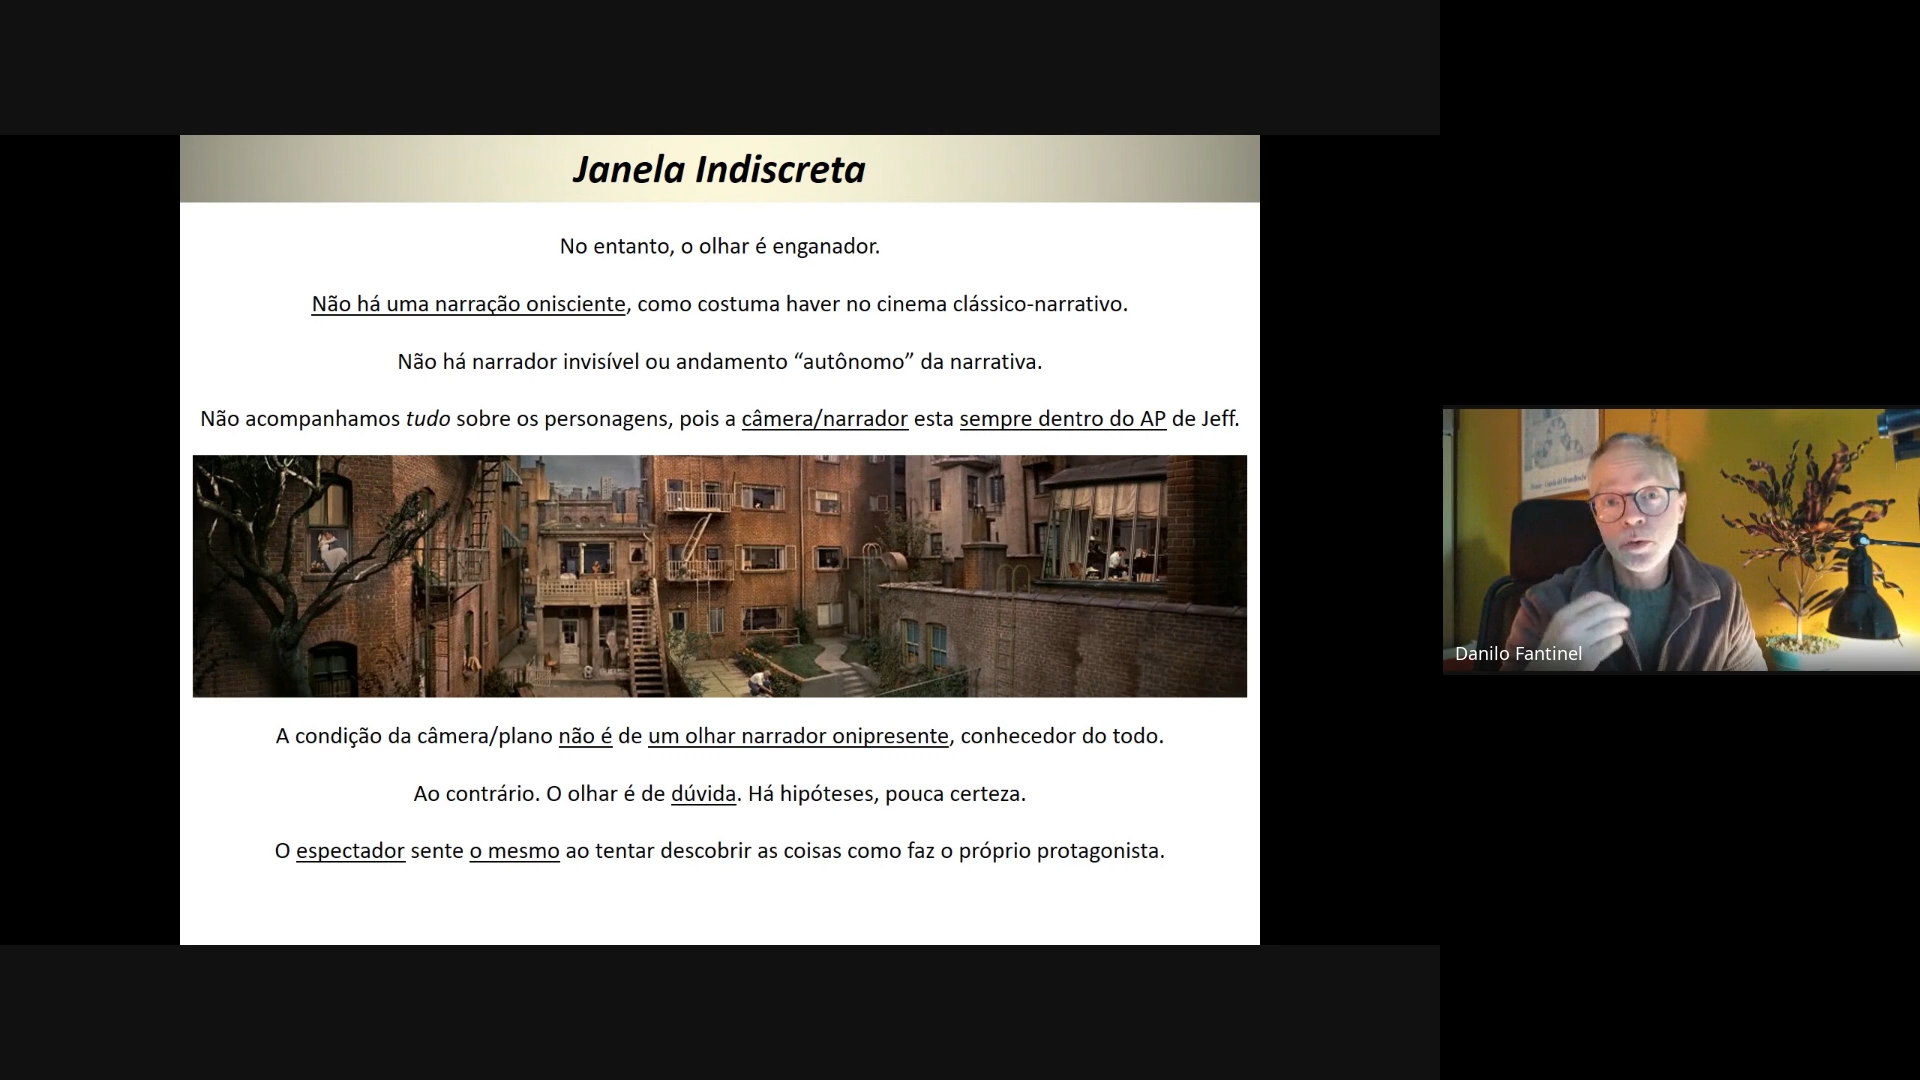 Janela Indiscreta
No entanto, o olhar é enganador.
Não há uma narração onisciente, como costuma haver no cinema clássico-narrativo.
Não há narrador invisível ou andamento “autônomo” da narrativa.
Não acompanhamos tudo sobre os personagens, pois a câmera/narrador esta sempre dentro do AP de Jeff.
A condição da câmera/plano não é de um olhar narrador onipresente, conhecedor do todo.
Ao contrário. O olhar é de dúvida. Há hipóteses, pouca certeza.
O espectador sente o mesmo ao tentar descobrir as coisas como faz o próprio protagonista.
Danilo Fantinel